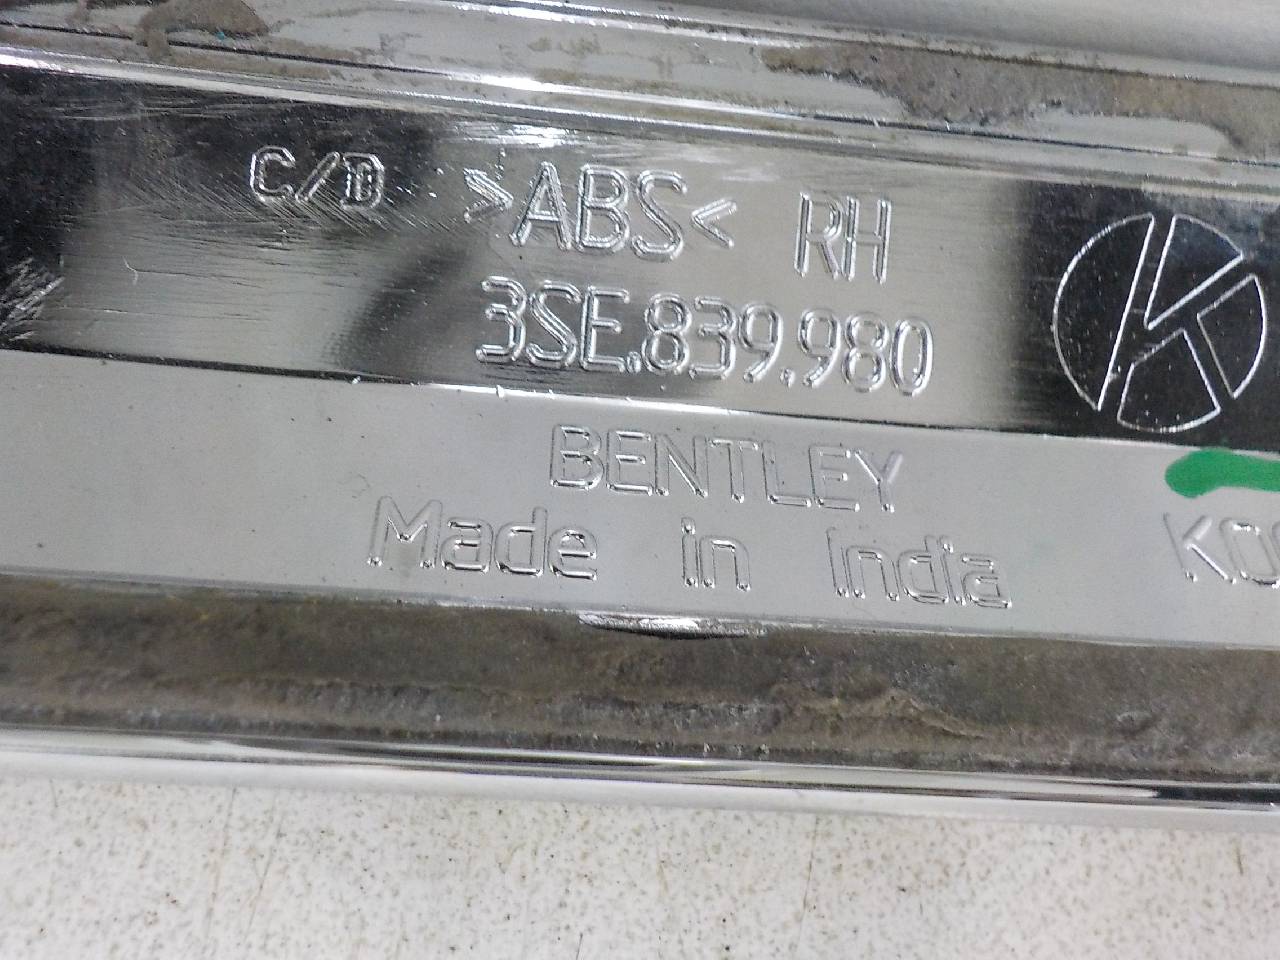 C/D >ABS< RH
3SE.839.980
BENTLEY
Made in India